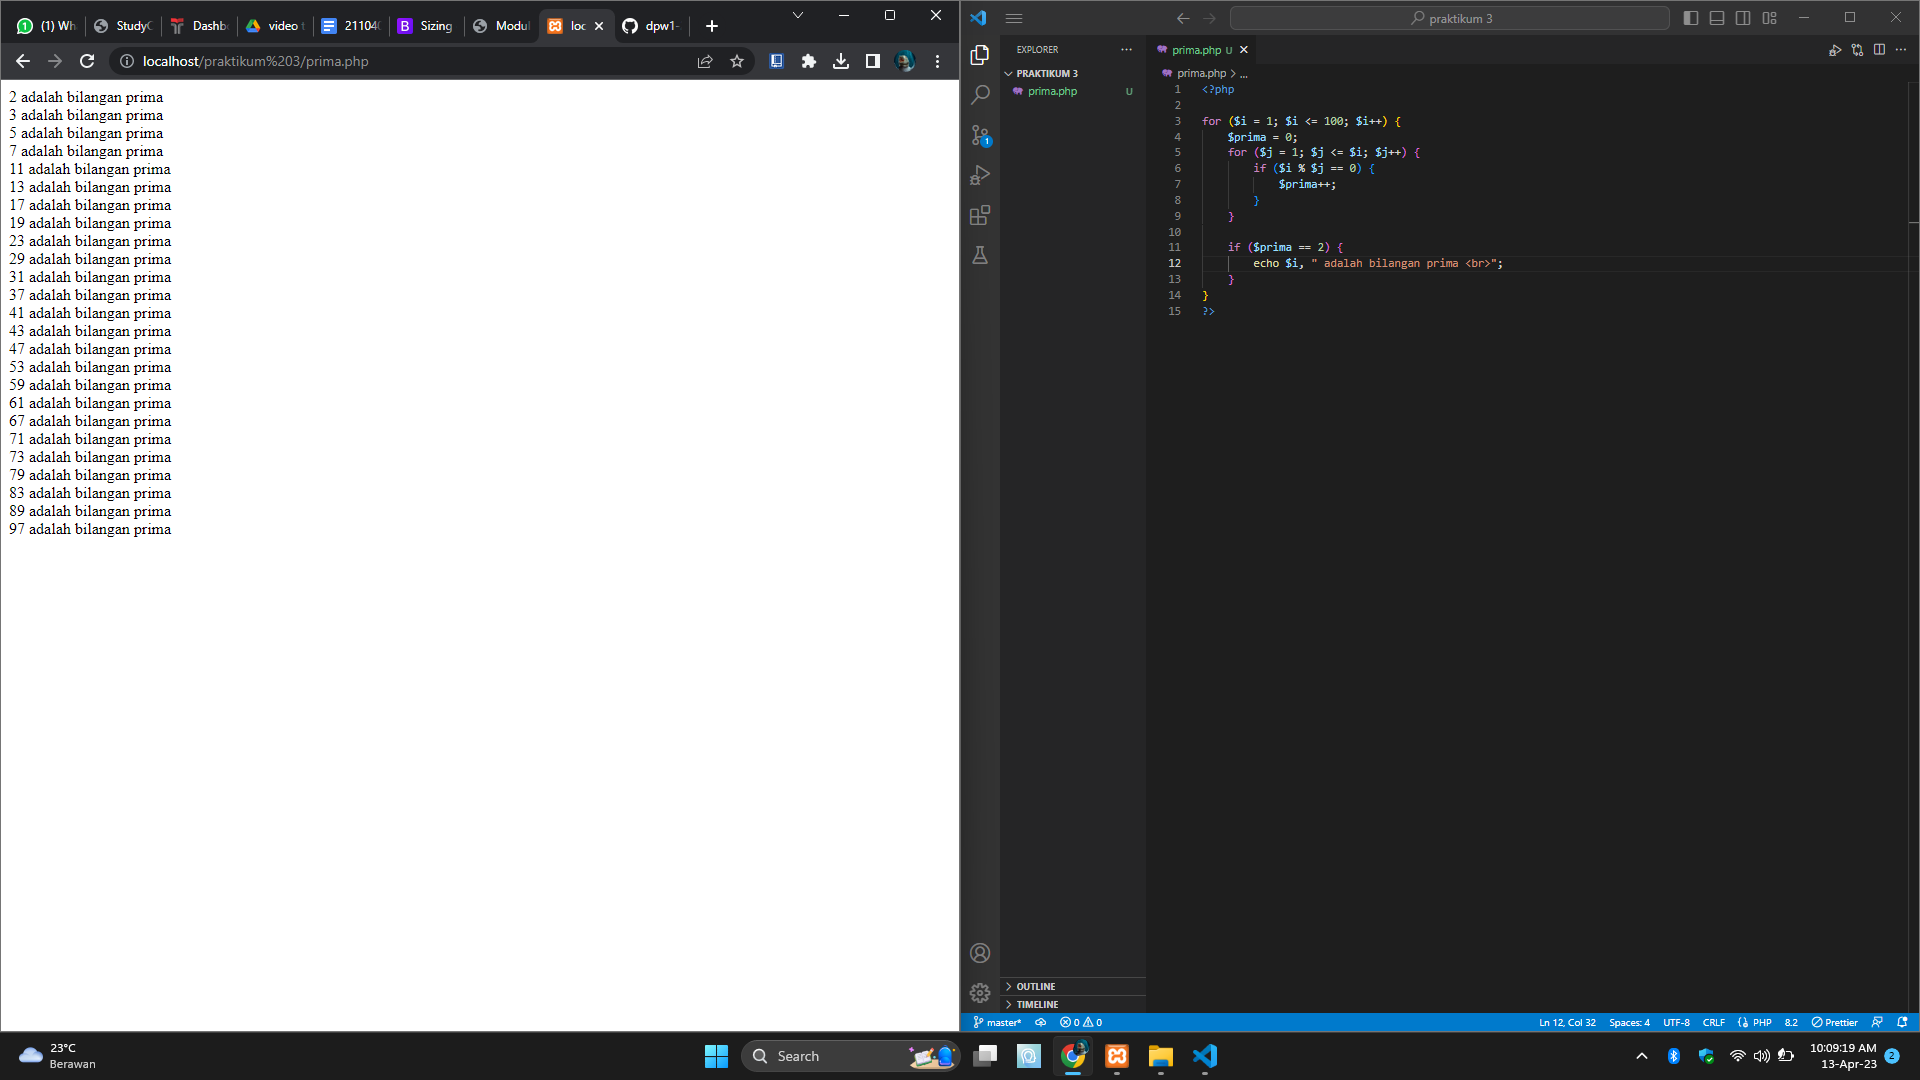 (1) Wh
StudyC
Dashb
video t
21104
Sizing
Modul
loc
dpw1-
localhost/praktikum%203/prima.php
2 adalah bilangan prima
3 adalah bilangan prima
5 adalah bilangan prima
7 adalah bilangan prima
11 adalah bilangan prima
13 adalah bilangan prima
17 adalah bilangan prima
19 adalah bilangan prima
23 adalah bilangan prima
29 adalah bilangan prima
31 adalah bilangan prima
37 adalah bilangan prima
41 adalah bilangan prima
43 adalah bilangan prima
47 adalah bilangan prima
53 adalah bilangan prima
59 adalah bilangan prima
61 adalah bilangan prima
67 adalah bilangan prima
71 adalah bilangan prima
73 adalah bilangan prima
79 adalah bilangan prima
83 adalah bilangan prima
89 adalah bilangan prima
97 adalah bilangan prima
praktikum 3
EXPLORER
PRAKTIKUM 3
prima.php U
1
OUTLINE
TIMELINE
prima.php U
prima.php > ...
1 <?php
2
3 for ($i = 1; $i <= 100; $i++) {
4     $prima = 0;
5     for ($j = 1; $j <= $i; $j++) {
6         if ($i % $j == 0) {
7             $prima++;
8         }
9     }
10
11     if ($prima == 2) {
12         echo $i, " adalah bilangan prima <br>";
13     }
14 }
15 ?>
master* 0 0 Ln 12, Col 32 Spaces: 4 UTF-8 CRLF {} PHP 8.2 Prettier
23°C
Berawan
Search
10:09:19 AM
13-Apr-23
2